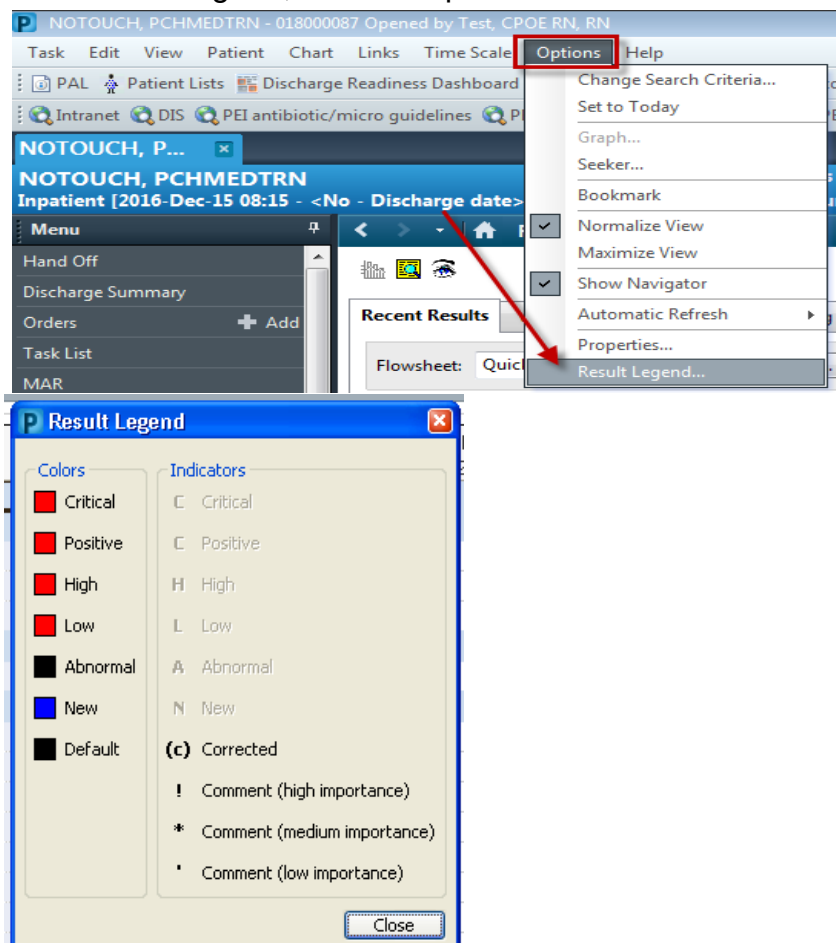 NOTOUCH, PCHMEDTRN - 018000087 Opened by Test, CPOE RN, RN
Task Edit View Patient Chart Links Time Scale Options Help
PAL Patient Lists Discharge Readiness Dashboard
Intranet DIS PEI antibiotic/micro guidelines
NOTOUCH, P...
NOTOUCH, PCHMEDTRN
Inpatient [2016-Dec-15 08:15 - <No - Discharge date>
Menu
Hand Off
Discharge Summary
Orders + Add
Task List
MAR
Recent Results
Flowsheet: Quick
Change Search Criteria...
Set to Today
Graph...
Seeker...
Bookmark
Normalize View
Maximize View
Show Navigator
Automatic Refresh
Properties...
Result Legend...
P Result Legend
Colors
Critical
Positive
High
Low
Abnormal
New
Default
Indicators
C Critical
C Positive
H High
L Low
A Abnormal
N New
(c) Corrected
! Comment (high importance)
* Comment (medium importance)
' Comment (low importance)
Close